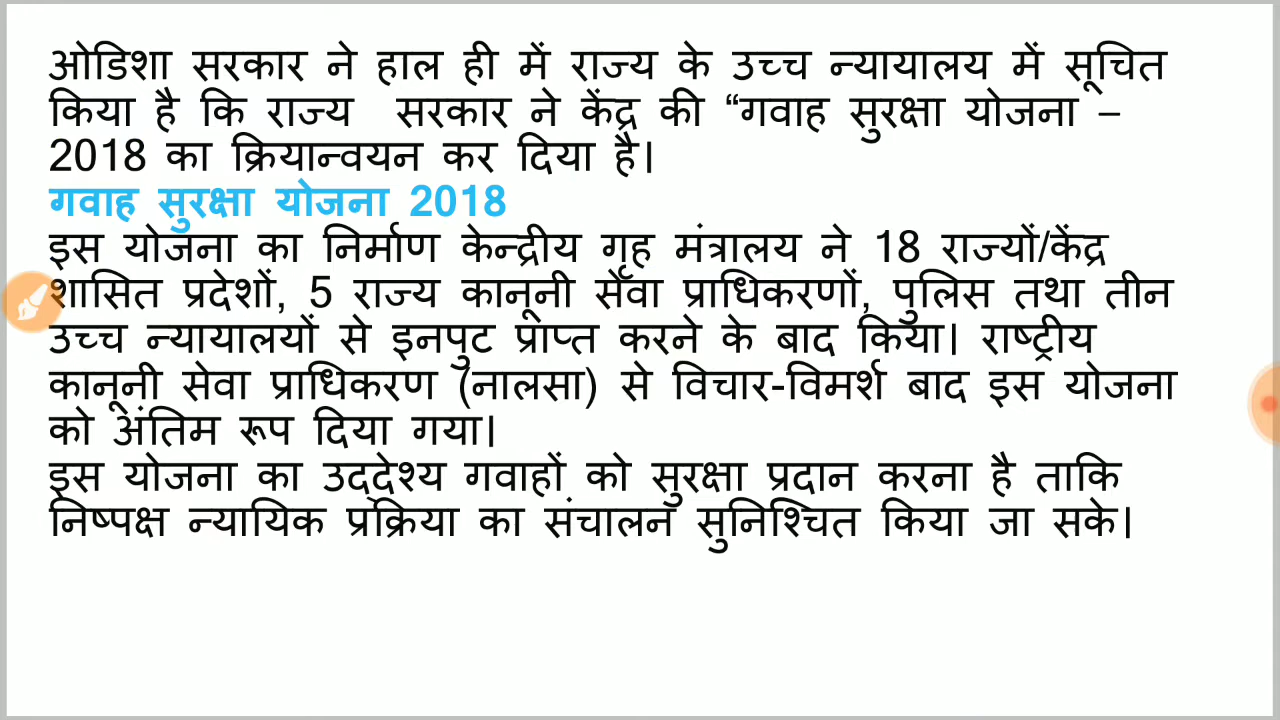 ओडिशा सरकार ने हाल ही में राज्य के उच्च न्यायालय में सूचित
किया है कि राज्य सरकार ने केंद्र की “गवाह सुरक्षा योजना –
2018 का क्रियान्वयन कर दिया है।
गवाह सुरक्षा योजना 2018
इस योजना का निर्माण केन्द्रीय गृह मंत्रालय ने 18 राज्यों/केंद्र
शासित प्रदेशों, 5 राज्य कानूनी सेवा प्राधिकरणों, पुलिस तथा तीन
उच्च न्यायालयों से इनपुट प्राप्त करने के बाद किया। राष्ट्रीय
कानूनी सेवा प्राधिकरण (नालसा) से विचार-विमर्श बाद इस योजना
को अंतिम रूप दिया गया।
इस योजना का उद्देश्य गवाहों को सुरक्षा प्रदान करना है ताकि
निष्पक्ष न्यायिक प्रक्रिया का संचालन सुनिश्चित किया जा सके।